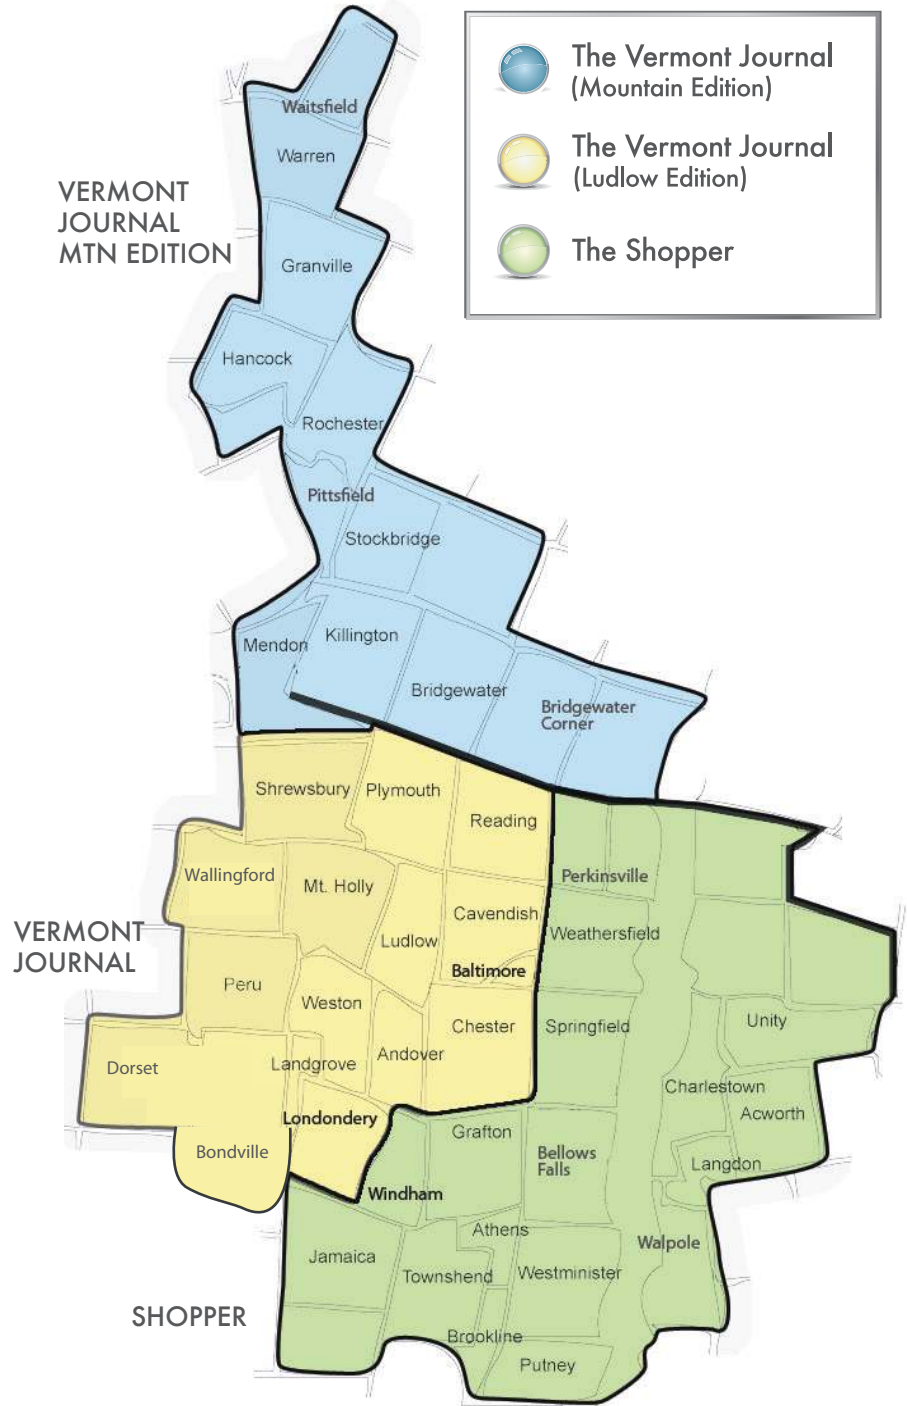 The Vermont Journal
(Mountain Edition)
The Vermont Journal
(Ludlow Edition)
The Shopper
VERMONT
JOURNAL
MTN EDITION
Waitsfield
Warren
Granville
Hancock
Rochester
Pittsfield
Stockbridge
Mendon
Killington
Bridgewater
Bridgewater
Corner
VERMONT
JOURNAL
Shrewsbury
Plymouth
Reading
Wallingford
Mt. Holly
Cavendish
Ludlow
Baltimore
Peru
Weston
Chester
Dorset
Landgrove
Andover
Londondery
Bondville
SHOPPER
Perkinsville
Weathersfield
Springfield
Unity
Charlestown
Acworth
Grafton
Bellows
Falls
Langdon
Windham
Athens
Walpole
Jamaica
Townshend
Westminister
Brookline
Putney